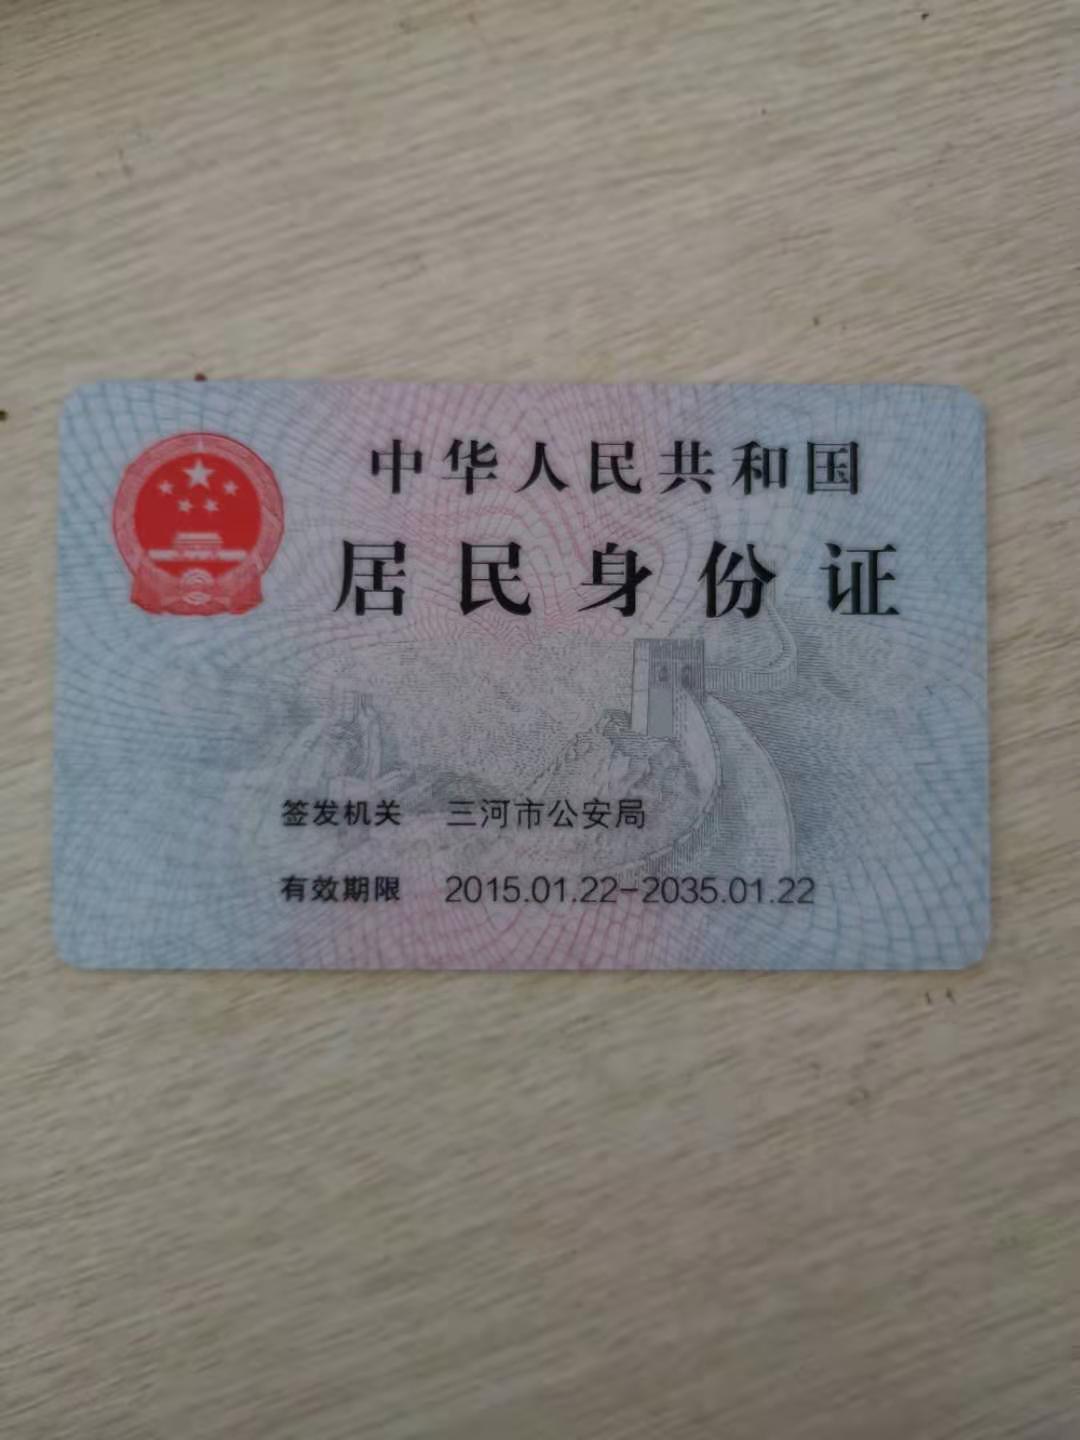 中华人民共和国
居民身份证
签发机关 三河市公安局
有效期限 2015.01.22-2035.01.22